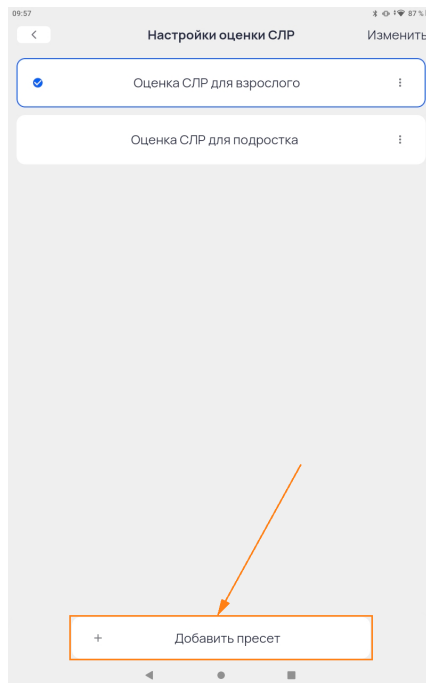 09:57
87 %
Настройки оценки СЛР
Изменить
Оценка СЛР для взрослого
Оценка СЛР для подростка
+ Добавить пресет